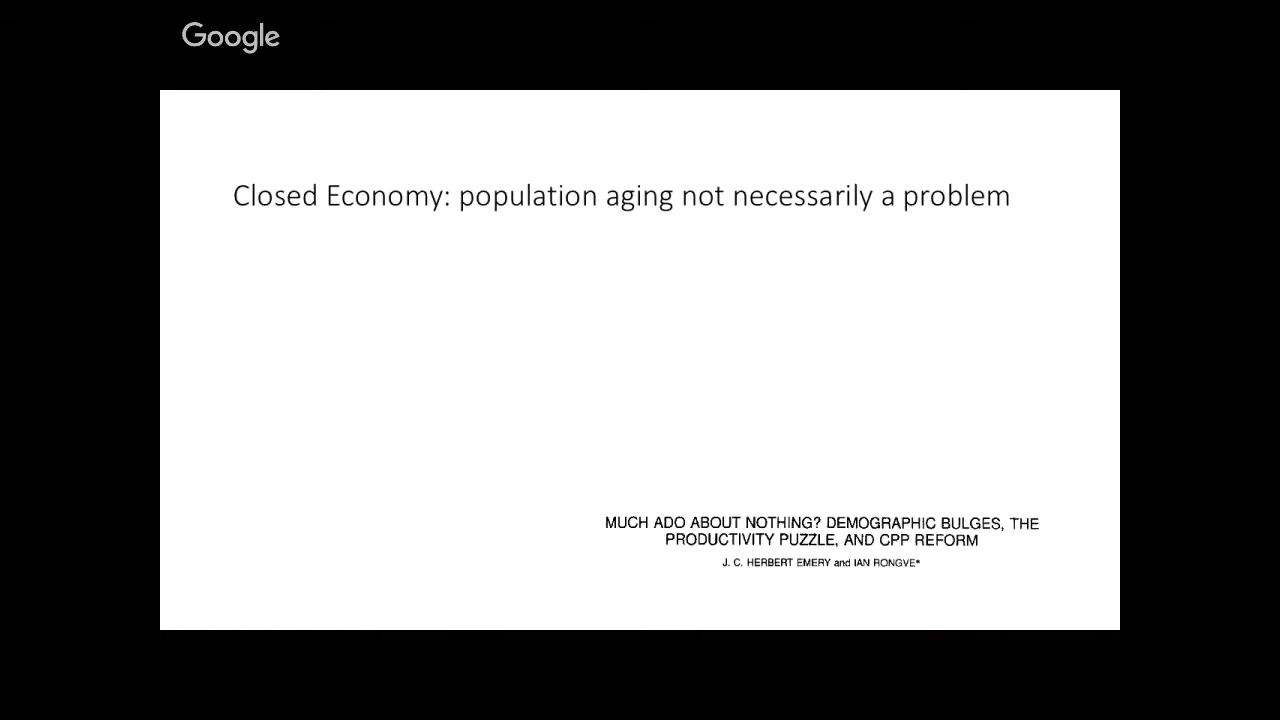 Google
Closed Economy: population aging not necessarily a problem
MUCH ADO ABOUT NOTHING? DEMOGRAPHIC BULGES, THE
PRODUCTIVITY PUZZLE, AND CPP REFORM
J. C. HERBERT EMERY and IAN RONGVE*